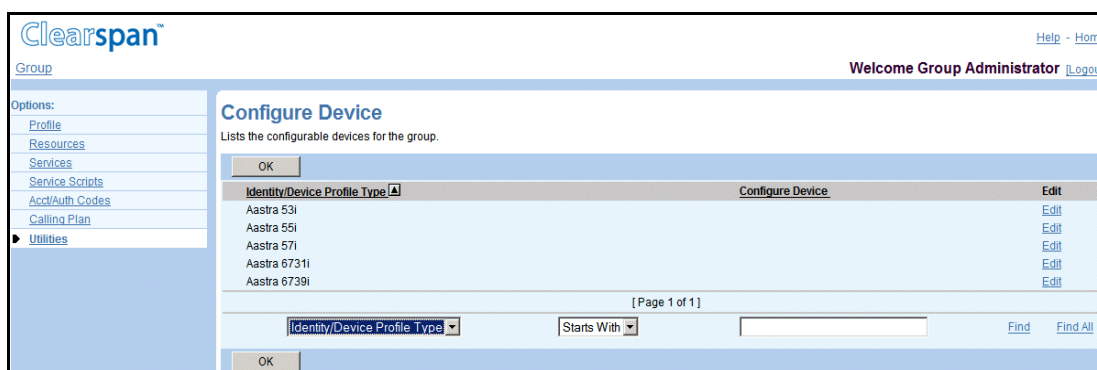 Clearspan™
Help - Hom
Group
Welcome Group Administrator [Logou
Options:
Profile
Resources
Services
Service Scripts
Acct/Auth Codes
Calling Plan
Utilities
Configure Device
Lists the configurable devices for the group.
OK
Identity/Device Profile Type Configure Device Edit
Aastra 53i Edit
Aastra 55i Edit
Aastra 57i Edit
Aastra 6731i Edit
Aastra 6739i Edit
[ Page 1 of 1 ]
Identity/Device Profile Type Starts With Find Find All
OK